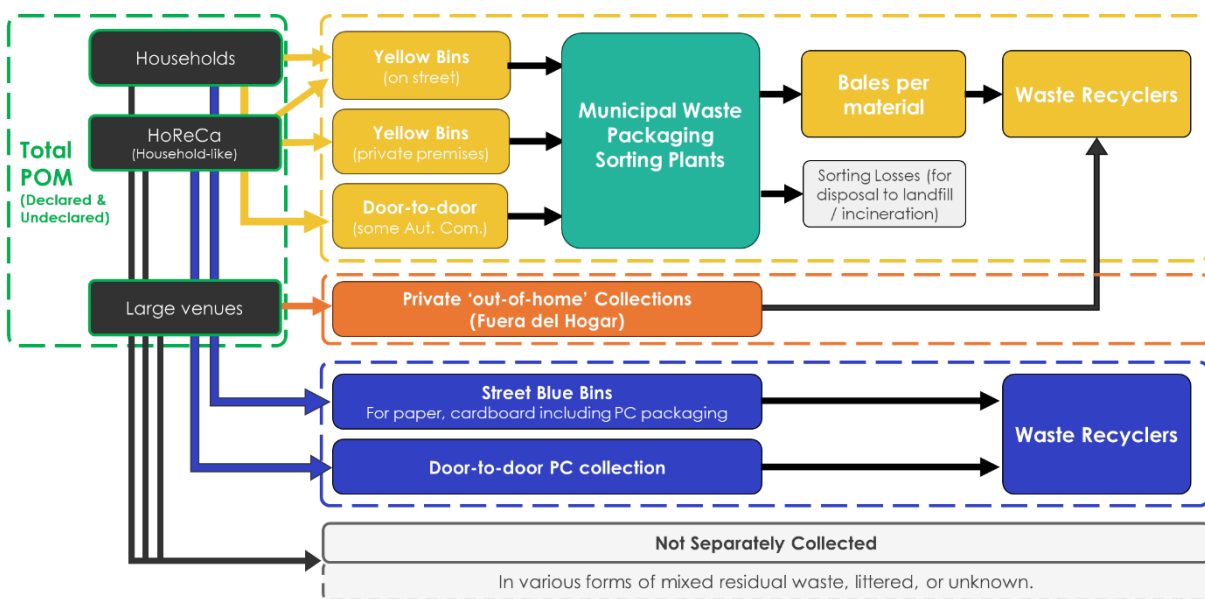 Total
POM
(Declared &
Undeclared)
Households
HoReCa
(Household-like)
Large venues
Yellow Bins
(on street)
Yellow Bins
(private premises)
Door-to-door
(some Aut. Com.)
Municipal Waste
Packaging
Sorting Plants
Bales per
material
Waste Recyclers
Sorting Losses (for
disposal to landfill
/ incineration)
Private ‘out-of-home’ Collections
(Fuera del Hogar)
Street Blue Bins
For paper, cardboard including PC packaging
Door-to-door PC collection
Waste Recyclers
Not Separately Collected
In various forms of mixed residual waste, littered, or unknown.